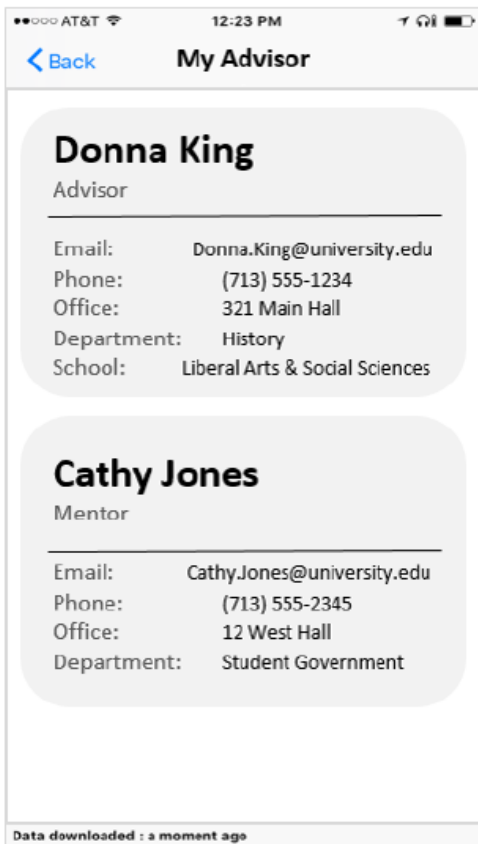 AT&T 12:23 PM
Back My Advisor
Donna King
Advisor
Email: Donna.King@university.edu
Phone: (713) 555-1234
Office: 321 Main Hall
Department: History
School: Liberal Arts & Social Sciences
Cathy Jones
Mentor
Email: Cathy.Jones@university.edu
Phone: (713) 555-2345
Office: 12 West Hall
Department: Student Government
Data downloaded : a moment ago